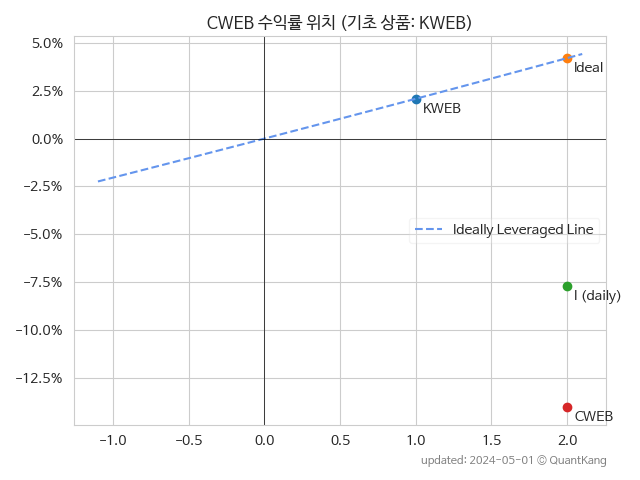 CWEB 수익률 위치 (기초 상품: KWEB)
5.0%
2.5%
0.0%
−2.5%
−5.0%
−7.5%
−10.0%
−12.5%
Ideal
KWEB
Ideally Leveraged Line
I (daily)
CWEB
−1.0 −0.5 0.0 0.5 1.0 1.5 2.0
updated: 2024-05-01 © QuantKang